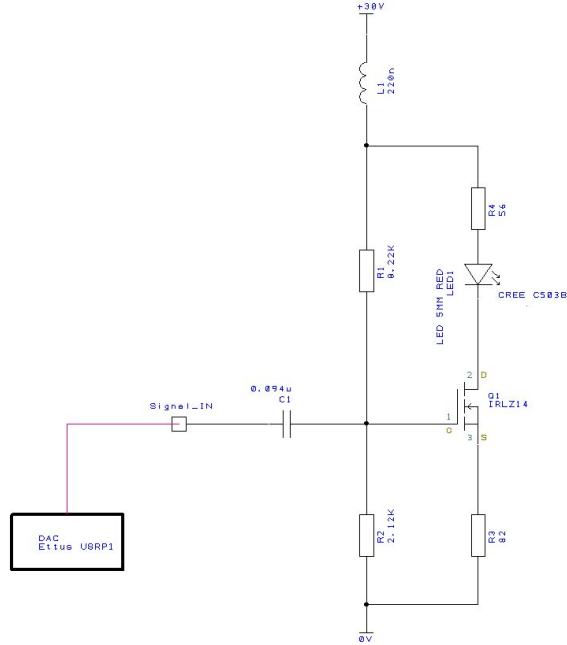 +30V
L1
220n
R4
56
R1
8.22K
LED 5MM RED
LED1
CREE C503B
2 D
Q1
IRLZ14
1
G
3 S
0.094u
C1
Signal_IN
DAC
Ettus USRP1
R2
2.12K
R3
82
0V